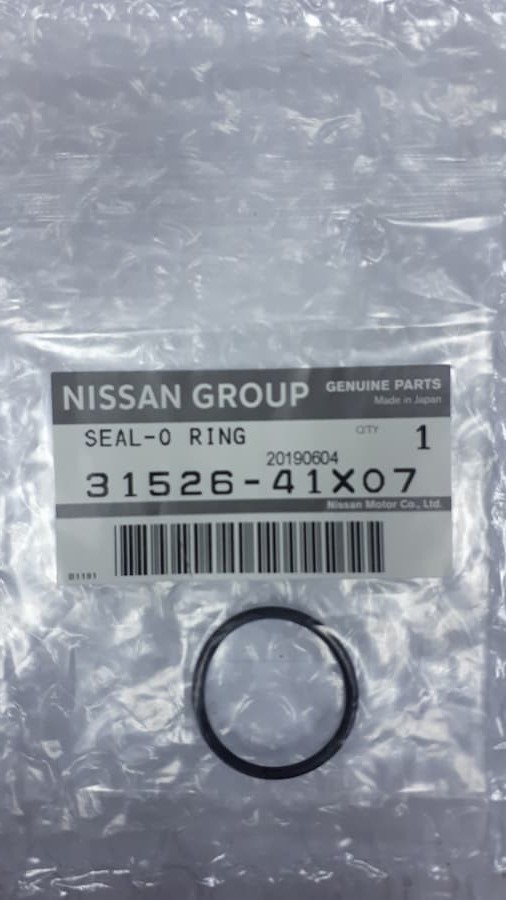 NISSAN GROUP
GENUINE PARTS
Made in Japan
SEAL-O RING
QTY 1
20190604
31526-41X07
Nissan Motor Co., Ltd.
D1191